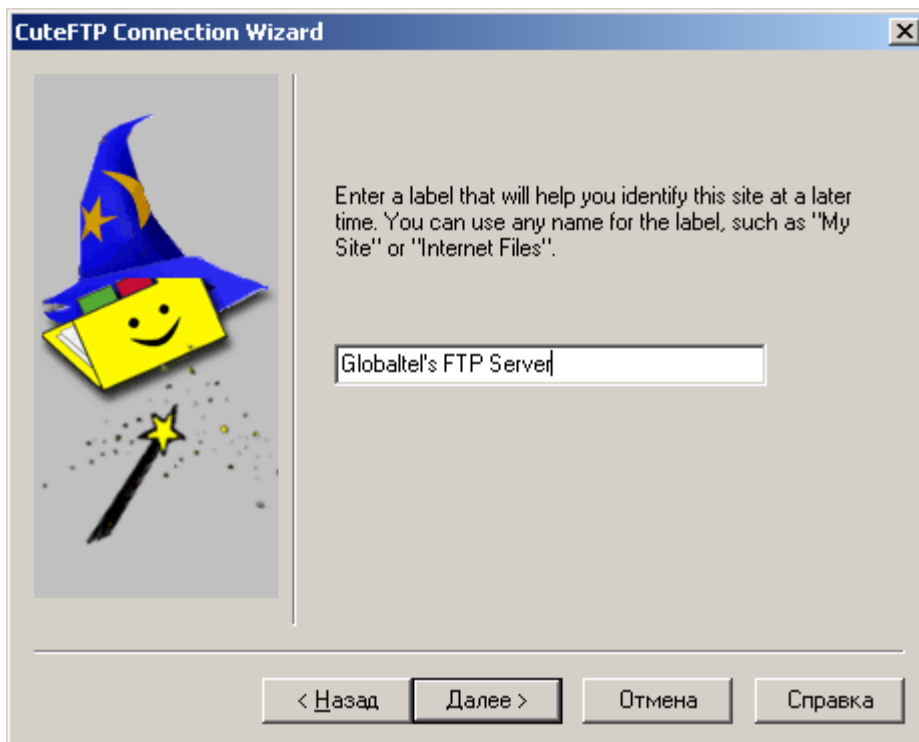 CuteFTP Connection Wizard
Enter a label that will help you identify this site at a later
time. You can use any name for the label, such as "My
Site" or "Internet Files".
Globaltel's FTP Server
< Назад Далее > Отмена Справка